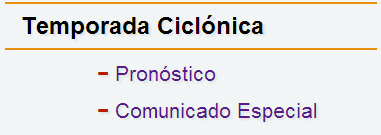 Temporada Ciclónica
- Pronóstico
- Comunicado Especial